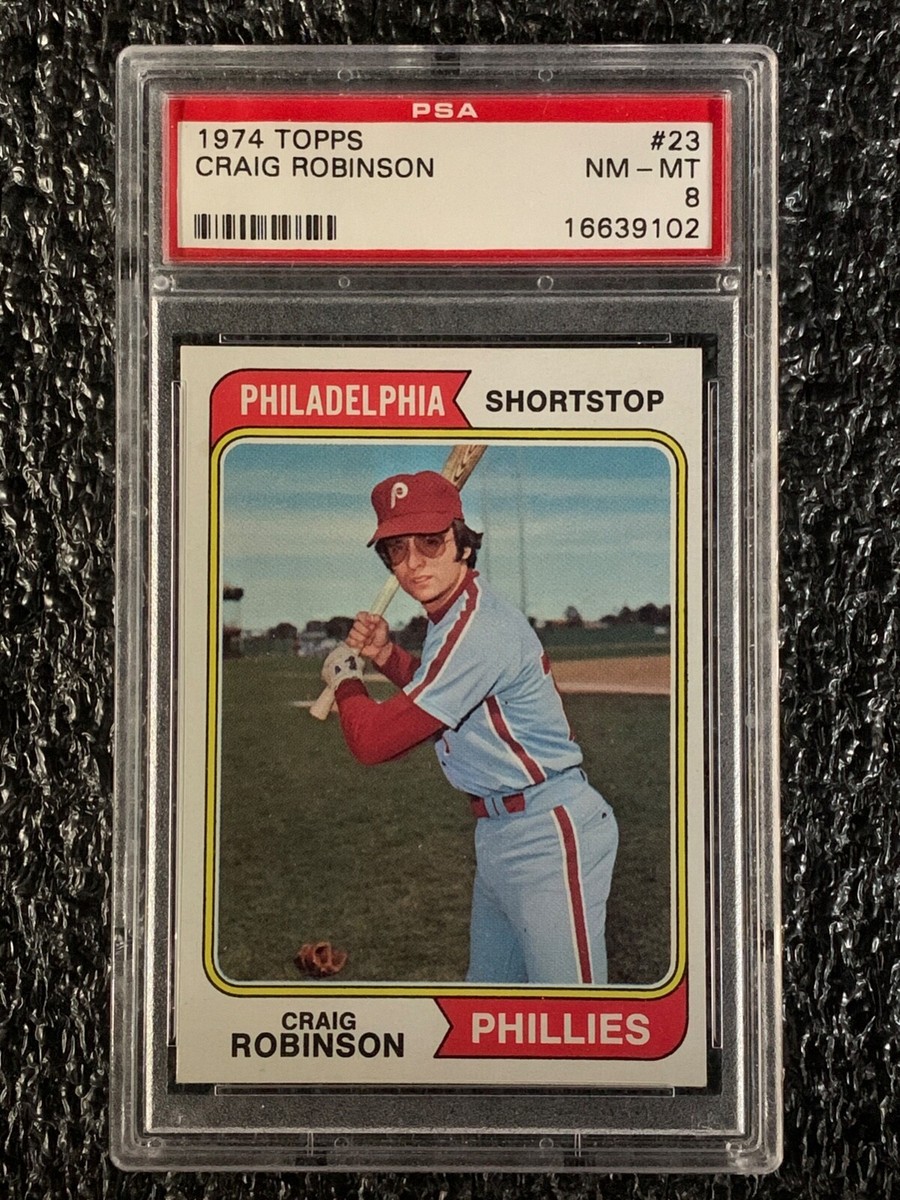 PSA
1974 TOPPS #23
CRAIG ROBINSON NM - MT
8
16639102
PHILADELPHIA SHORTSTOP
P
CRAIG
ROBINSON
PHILLIES